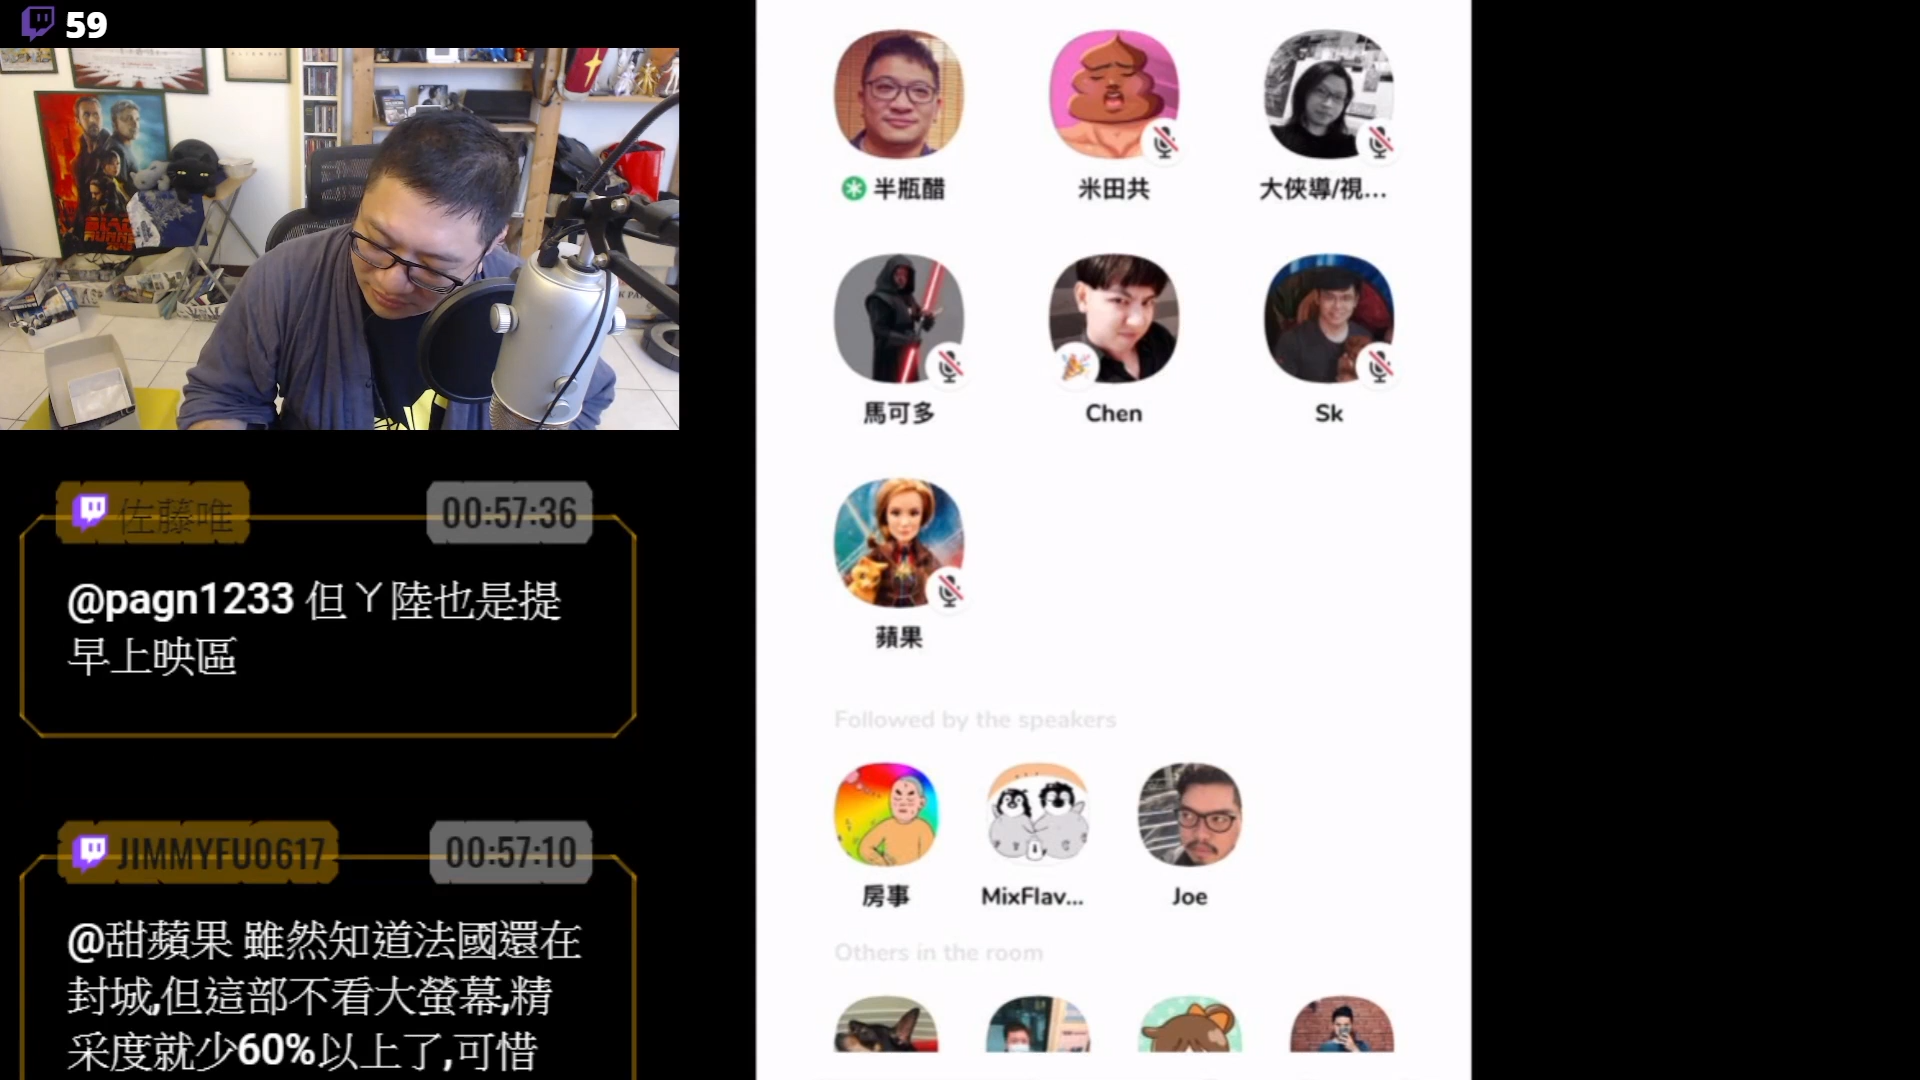 59
半瓶醋
米田共
大俠導/視...
馬可多
Chen
Sk
蘋果
Followed by the speakers
房事
MixFlav...
Joe
Others in the room
佐藤唯
00:57:36
@pagn1233 但ㄚ陸也是提
早上映區
JIMMYFU0617
00:57:10
@甜蘋果 雖然知道法國還在
封城,但這部不看大螢幕,精
采度就少60%以上了,可惜